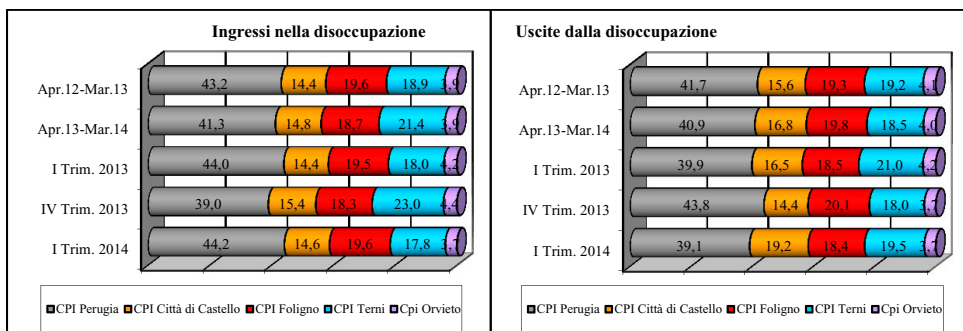 Ingressi nella disoccupazione
Apr.12-Mar.13 43,2 14,4 19,6 18,9 3,9
Apr.13-Mar.14 41,3 14,8 18,7 21,4 3,9
I Trim. 2013 44,0 14,4 19,5 18,0 4,2
IV Trim. 2013 39,0 15,4 18,3 23,0 4,4
I Trim. 2014 44,2 14,6 19,6 17,8 3,7
CPI Perugia CPI Città di Castello CPI Foligno CPI Terni Cpi Orvieto
Uscite dalla disoccupazione
Apr.12-Mar.13 41,7 15,6 19,3 19,2 4,1
Apr.13-Mar.14 40,9 16,8 19,8 18,5 4,0
I Trim. 2013 39,9 16,5 18,5 21,0 4,2
IV Trim. 2013 43,8 14,4 20,1 18,0 3,7
I Trim. 2014 39,1 19,2 18,4 19,5 3,7
CPI Perugia CPI Città di Castello CPI Foligno CPI Terni Cpi Orvieto